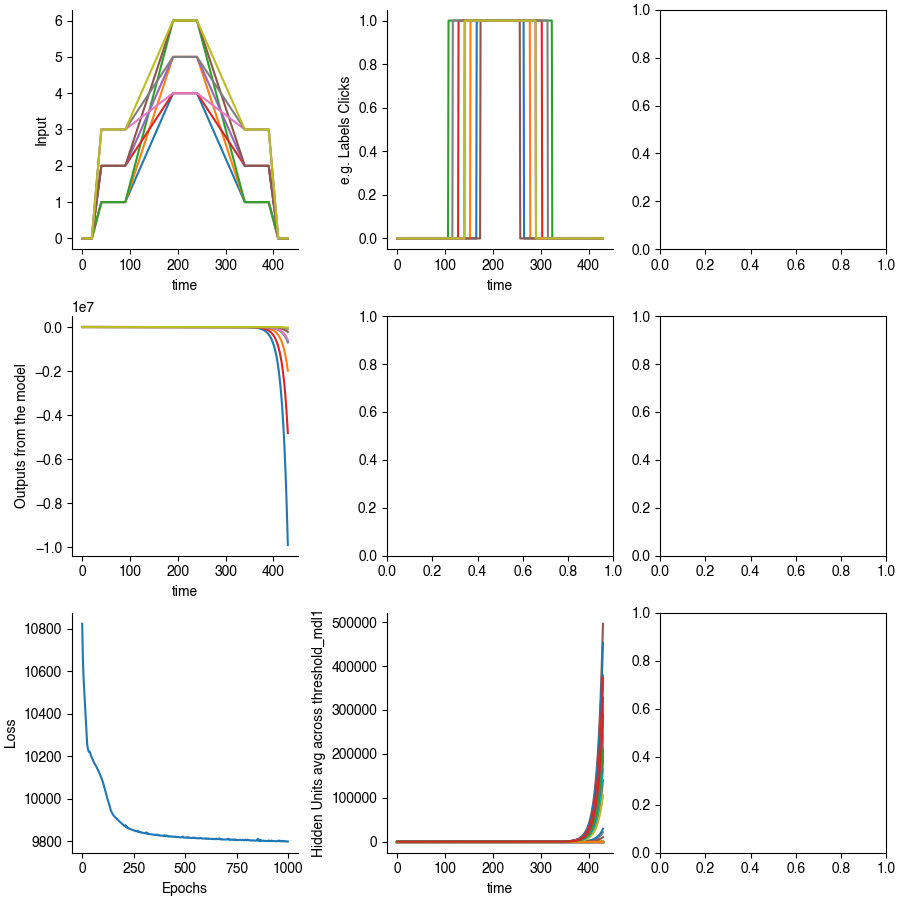 6
5
4
3
2
1
0
Input
0 100 200 300 400
time
1.0
0.8
0.6
0.4
0.2
0.0
e.g. Labels Clicks
0 100 200 300 400
time
1.0
0.8
0.6
0.4
0.2
0.0
0.0 0.2 0.4 0.6 0.8 1.0
1e7
0.0
−0.2
−0.4
−0.6
−0.8
−1.0
Outputs from the model
0 100 200 300 400
time
1.0
0.8
0.6
0.4
0.2
0.0
0.0 0.2 0.4 0.6 0.8 1.0
1.0
0.8
0.6
0.4
0.2
0.0
0.0 0.2 0.4 0.6 0.8 1.0
10800
10600
10400
10200
10000
9800
Loss
0 250 500 750 1000
Epochs
500000
400000
300000
200000
100000
0
Hidden Units avg across threshold_mdl1
0 100 200 300 400
time
1.0
0.8
0.6
0.4
0.2
0.0
0.0 0.2 0.4 0.6 0.8 1.0